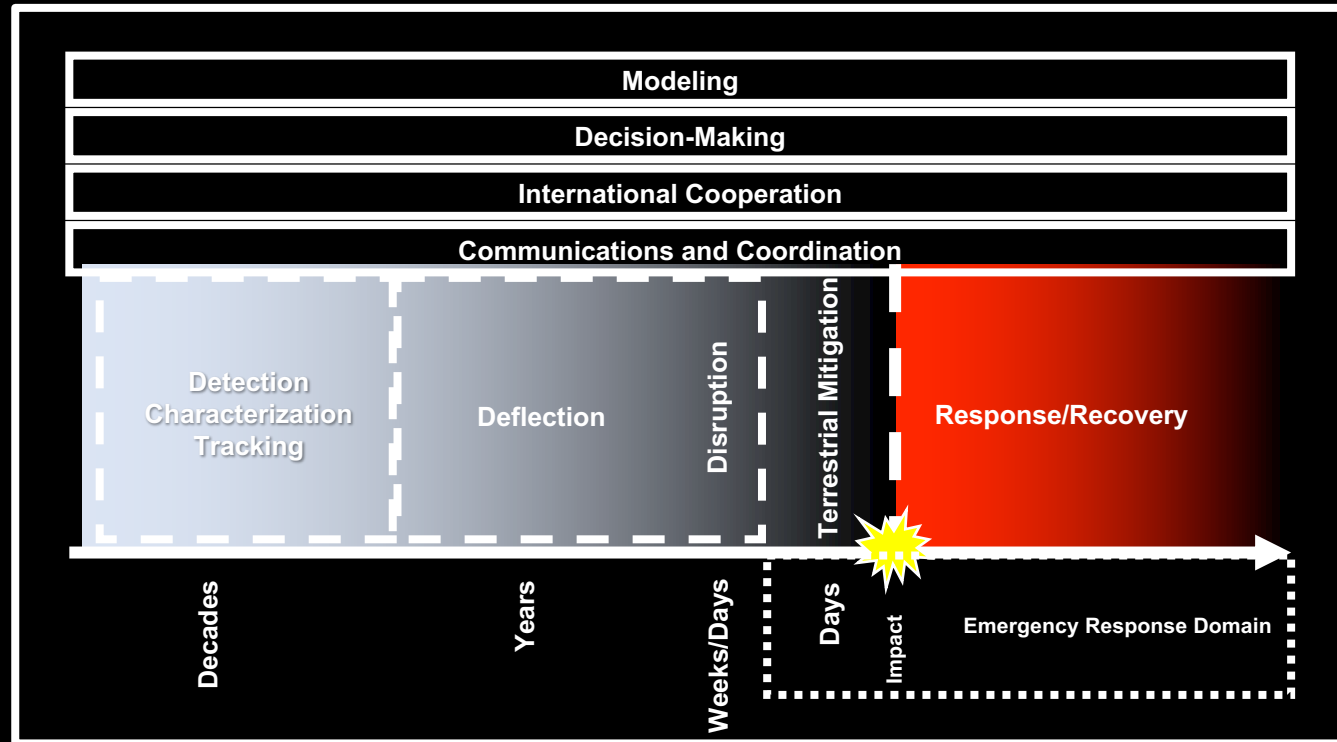 Modeling
Decision-Making
International Cooperation
Communications and Coordination
Detection
Characterization
Tracking
Deflection
Disruption
Terrestrial Mitigation
Response/Recovery
Decades
Years
Weeks/Days
Days
Impact
Emergency Response Domain